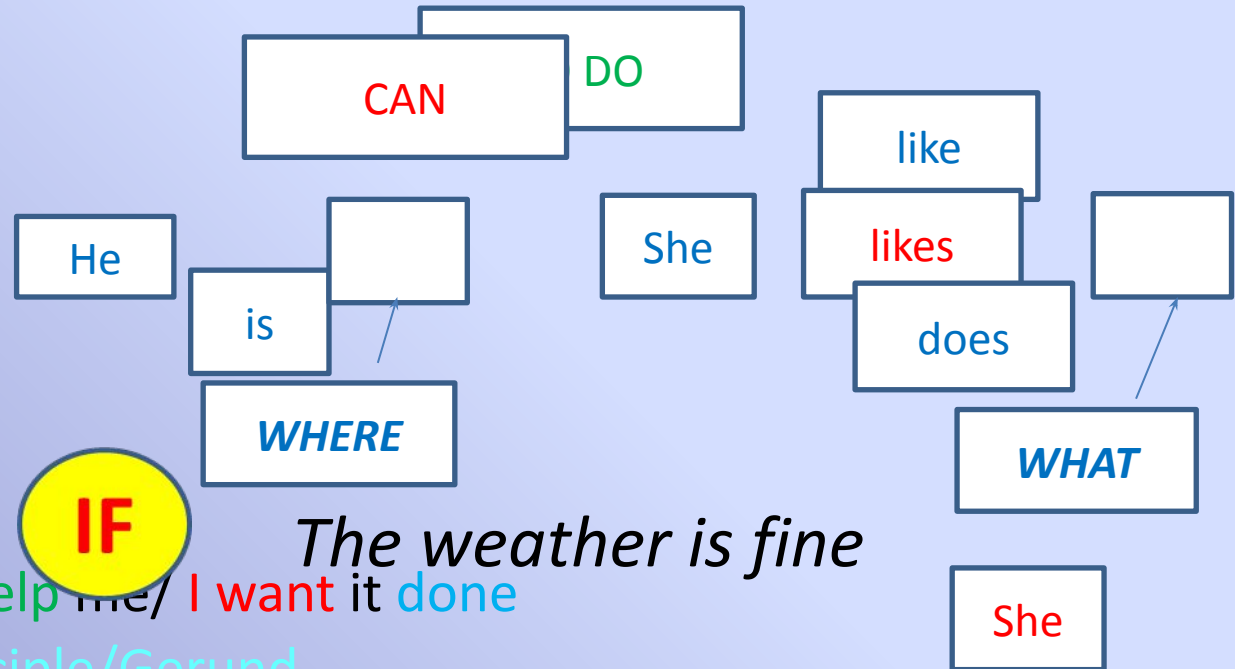 DO
CAN
like
He
She
likes
is
does
WHERE
WHAT
IF
The weather is fine
me/ I want it done
She